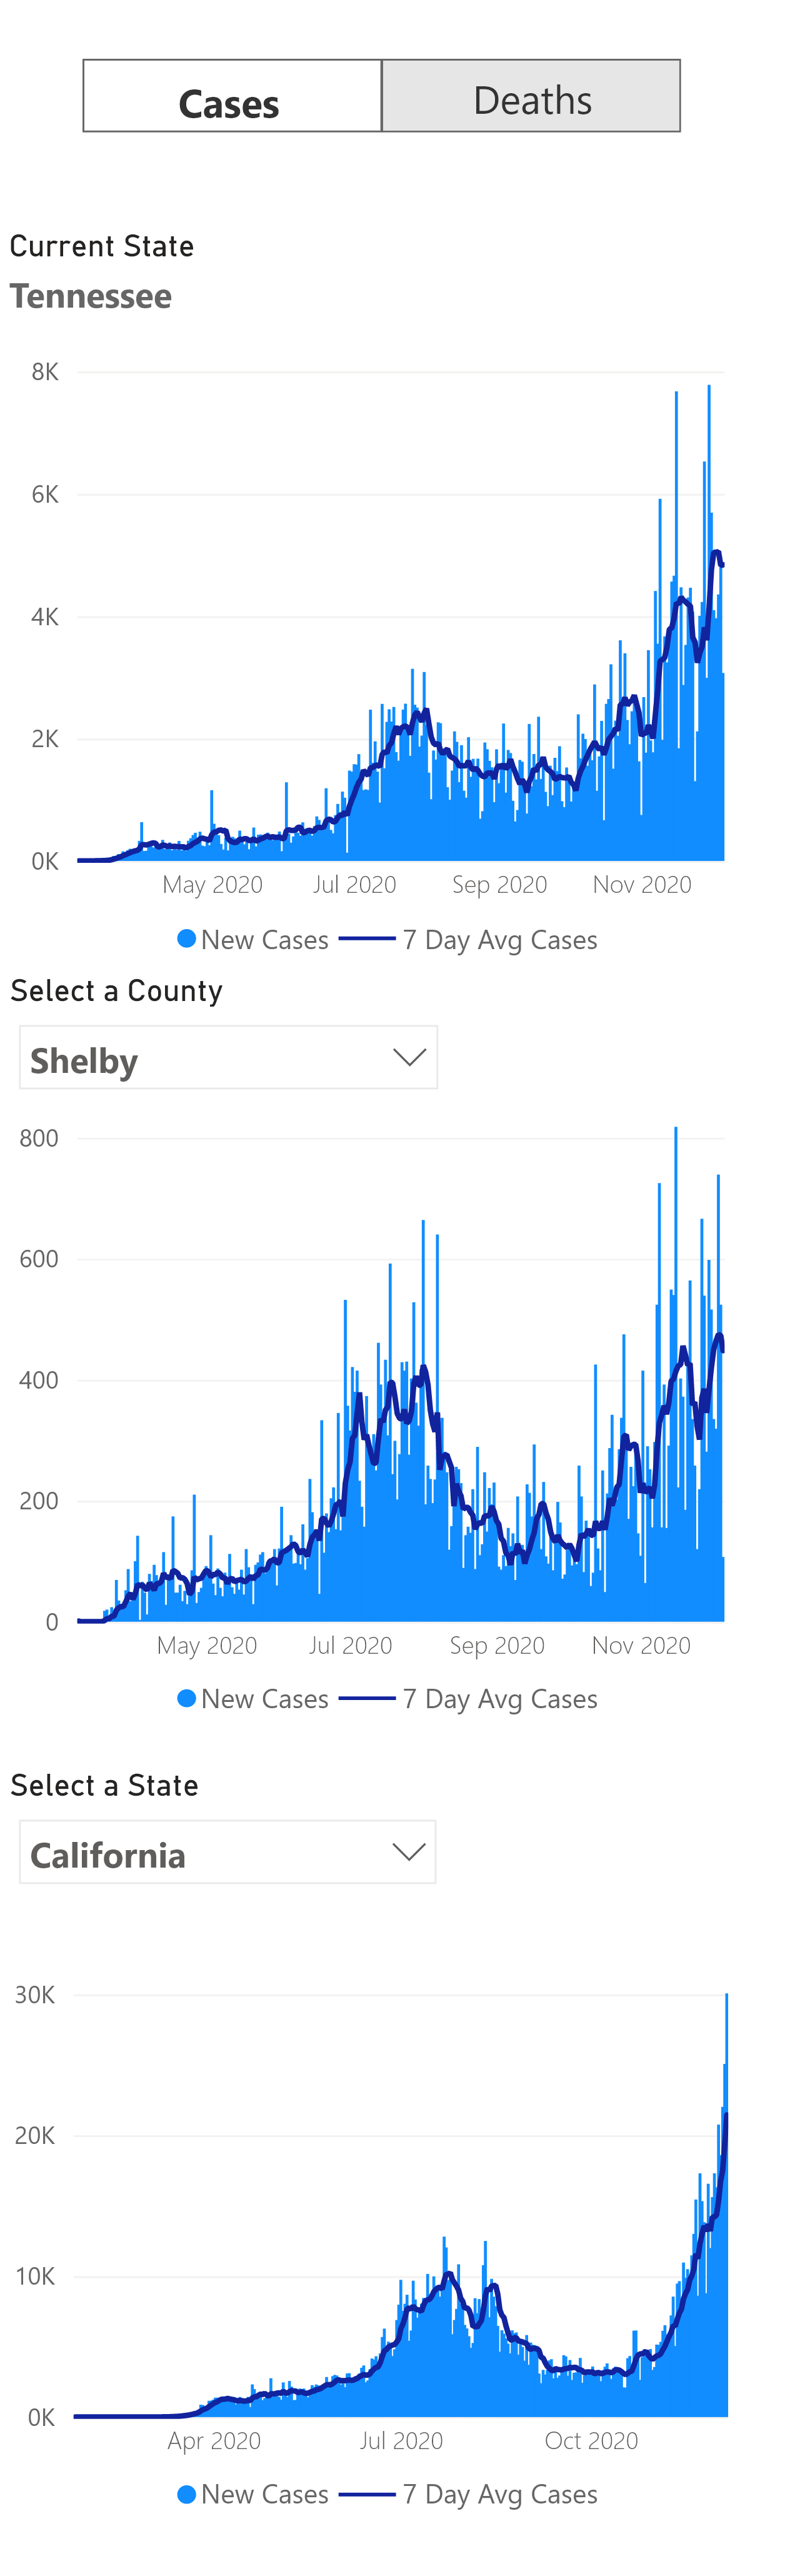 Cases Deaths
Current State
Tennessee
8K
6K
4K
2K
0K
May 2020 Jul 2020 Sep 2020 Nov 2020
New Cases 7 Day Avg Cases
Select a County
Shelby
800
600
400
200
0
May 2020 Jul 2020 Sep 2020 Nov 2020
New Cases 7 Day Avg Cases
Select a State
California
30K
20K
10K
0K
Apr 2020 Jul 2020 Oct 2020
New Cases 7 Day Avg Cases